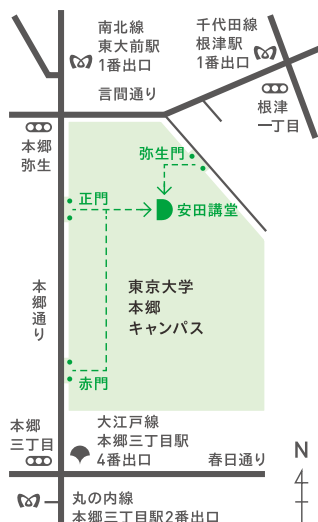 南北線
東大前駅
1番出口
千代田線
根津駅
1番出口
言間通り
根津
一丁目
本郷
弥生
弥生門
正門
安田講堂
本郷通り
東京大学
本郷
キャンパス
赤門
本郷
三丁目
大江戸線
本郷三丁目駅
4番出口
春日通り
N
丸の内線
本郷三丁目駅2番出口